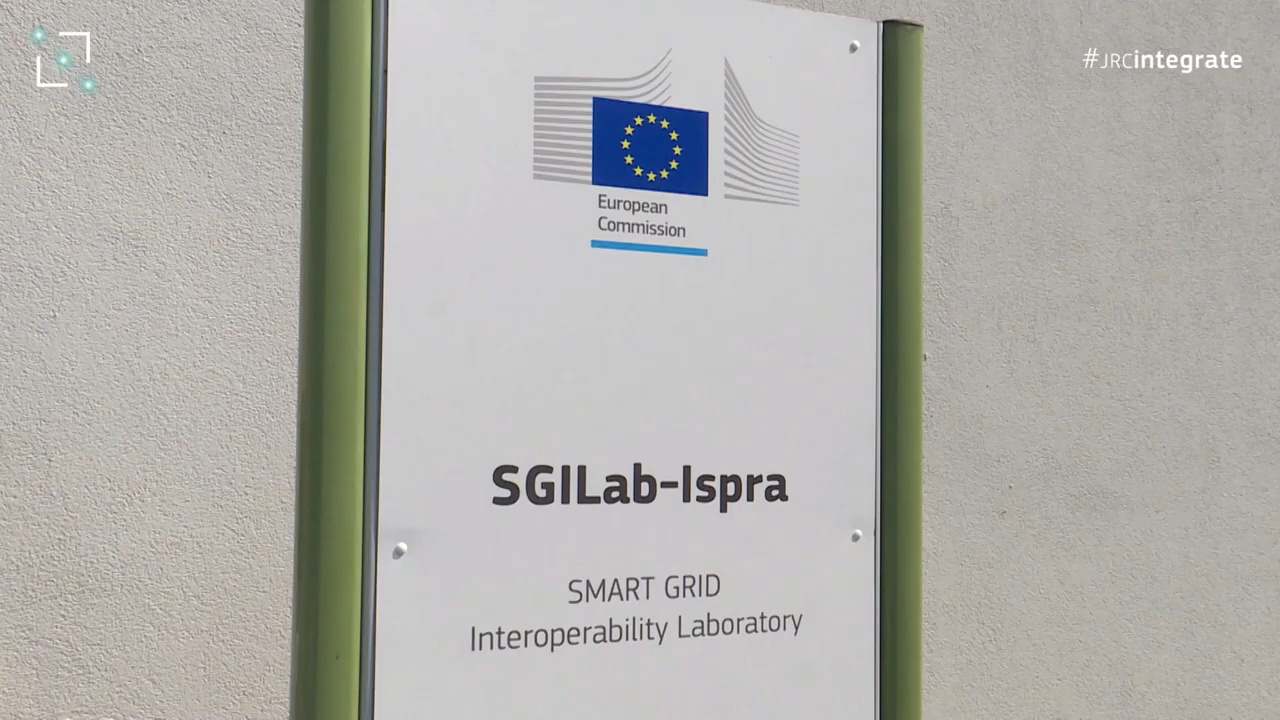 #JRCintegrate
European
Commission
SGILab-Ispra
SMART GRID
Interoperability Laboratory